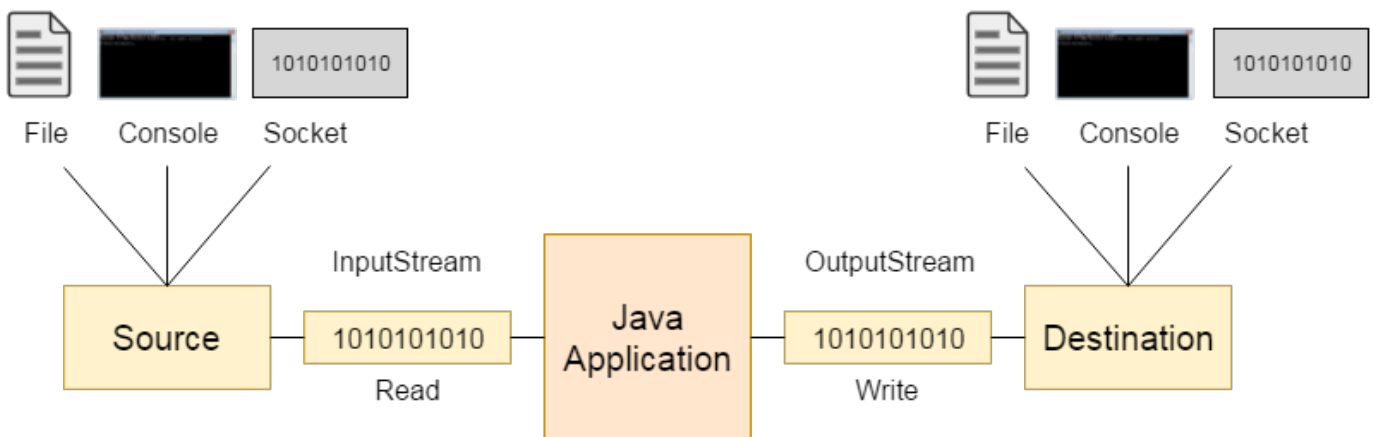 1010101010
1010101010
File Console Socket
File Console Socket
InputStream
OutputStream
Source
1010101010
Java
Application
1010101010
Destination
Read
Write